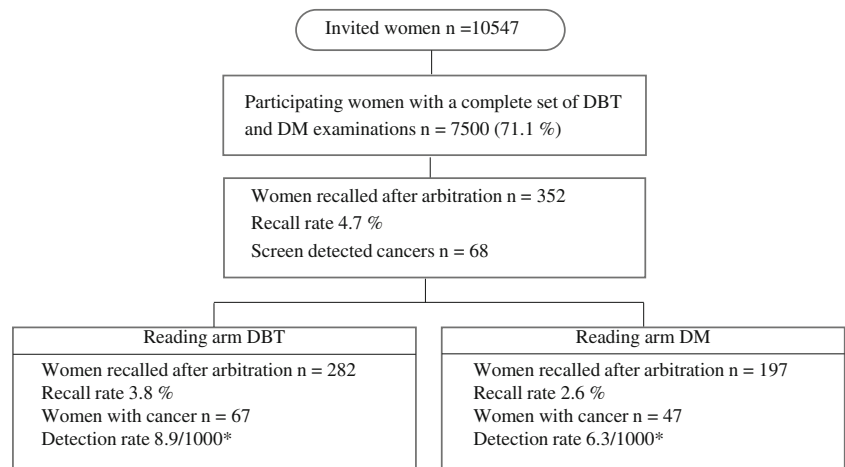 Invited women n =10547
Participating women with a complete set of DBT
and DM examinations n = 7500 (71.1 %)
Women recalled after arbitration n = 352
Recall rate 4.7 %
Screen detected cancers n = 68
Reading arm DBT
Women recalled after arbitration n = 282
Recall rate 3.8 %
Women with cancer n = 67
Detection rate 8.9/1000*
Reading arm DM
Women recalled after arbitration n = 197
Recall rate 2.6 %
Women with cancer n = 47
Detection rate 6.3/1000*